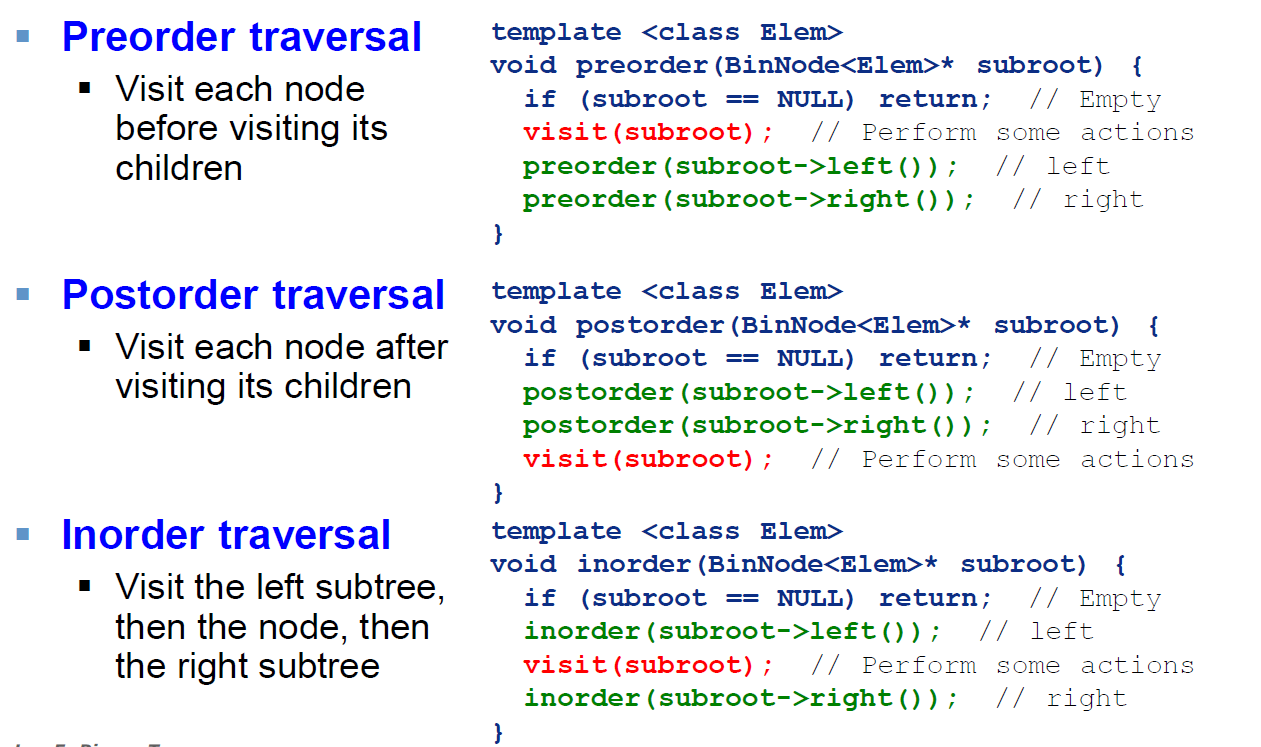 Preorder traversal
Visit each node
before visiting its
children
template <class Elem>
void preorder(BinNode<Elem>* subroot) {
if (subroot == NULL) return; // Empty
visit(subroot); // Perform some actions
preorder(subroot->left()); // left
preorder(subroot->right()); // right
}
Postorder traversal
Visit each node after
visiting its children
template <class Elem>
void postorder(BinNode<Elem>* subroot) {
if (subroot == NULL) return; // Empty
postorder(subroot->left()); // left
postorder(subroot->right()); // right
visit(subroot); // Perform some actions
}
Inorder traversal
Visit the left subtree,
then the node, then
the right subtree
template <class Elem>
void inorder(BinNode<Elem>* subroot) {
if (subroot == NULL) return; // Empty
inorder(subroot->left()); // left
visit(subroot); // Perform some actions
inorder(subroot->right()); // right
}